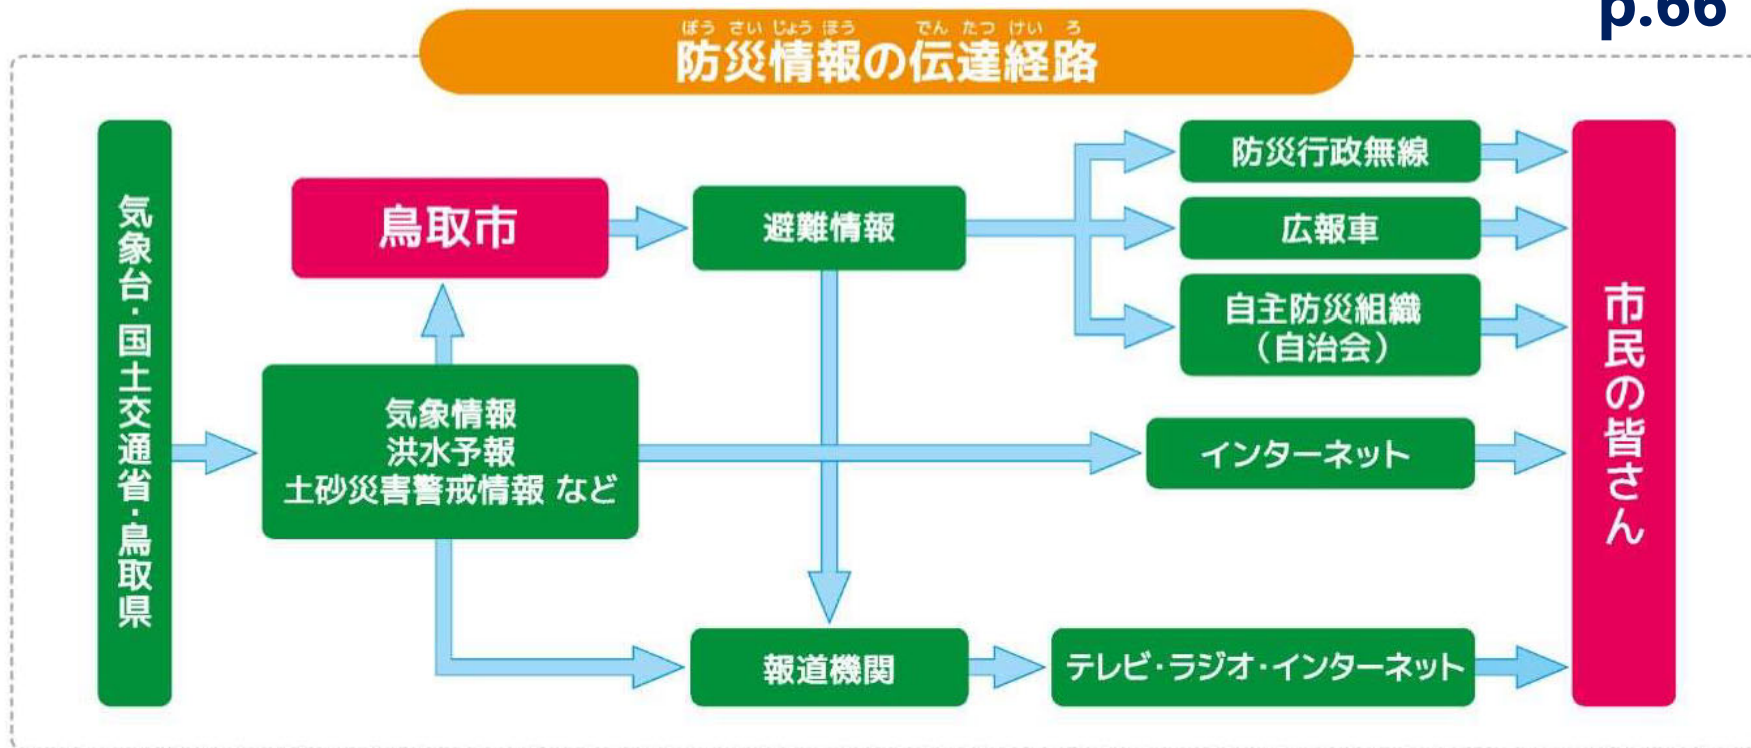 p.66
ぼう さい じょう ほう でん たつ けい ろ
防災情報の伝達経路
気象台・国土交通省・鳥取県
鳥取市
避難情報
防災行政無線
広報車
自主防災組織
（自治会）
気象情報
洪水予報
土砂災害警戒情報 など
インターネット
報道機関
テレビ・ラジオ・インターネット
市民の皆さん